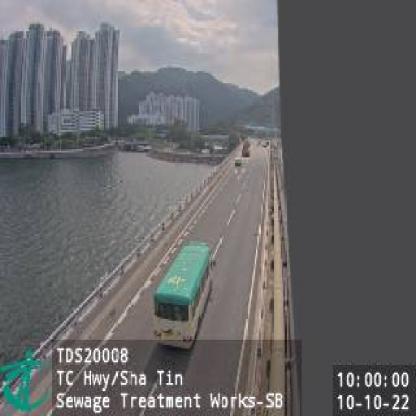 TDS20008
TC Hwy/Sha Tin
Sewage Treatment Works-SB
10:00:00
10-10-22